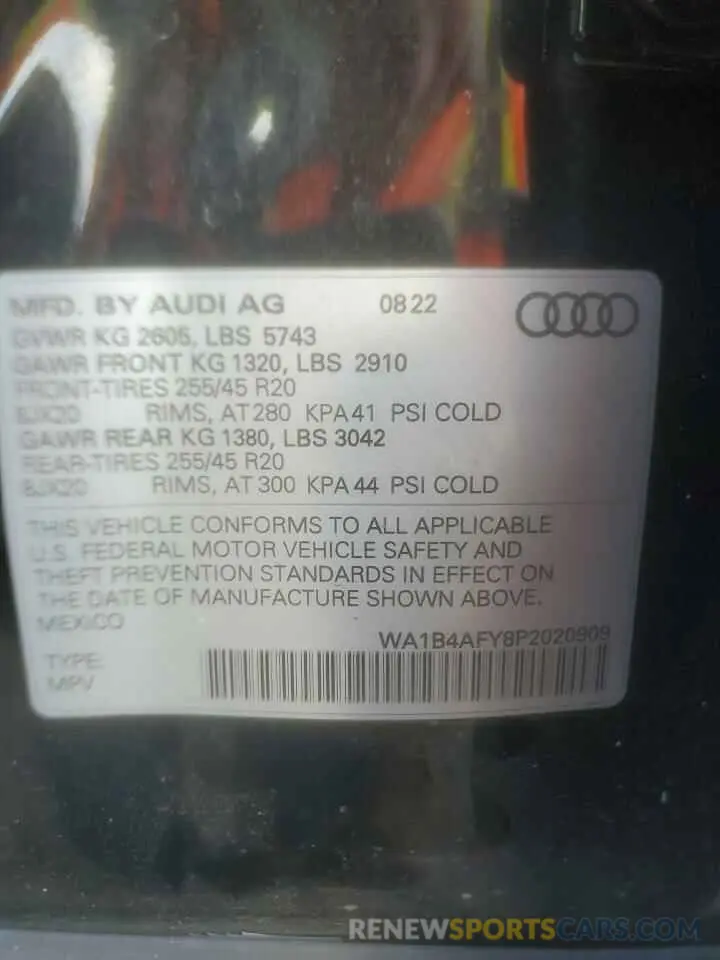 MFD. BY AUDI AG 08 22
GVWR KG 2605, LBS 5743
GAWR FRONT KG 1320, LBS 2910
FRONT-TIRES 255/45 R20
8JX20 RIMS, AT 280 KPA 41 PSI COLD
GAWR REAR KG 1380, LBS 3042
REAR-TIRES 255/45 R20
8JX20 RIMS, AT 300 KPA 44 PSI COLD
THIS VEHICLE CONFORMS TO ALL APPLICABLE
U.S. FEDERAL MOTOR VEHICLE SAFETY AND
THEFT PREVENTION STANDARDS IN EFFECT ON
THE DATE OF MANUFACTURE SHOWN ABOVE.
MEXICO
WA1B4AFY8P2020909
TYPE:
MPV
RENEWSPORTSCARS.COM